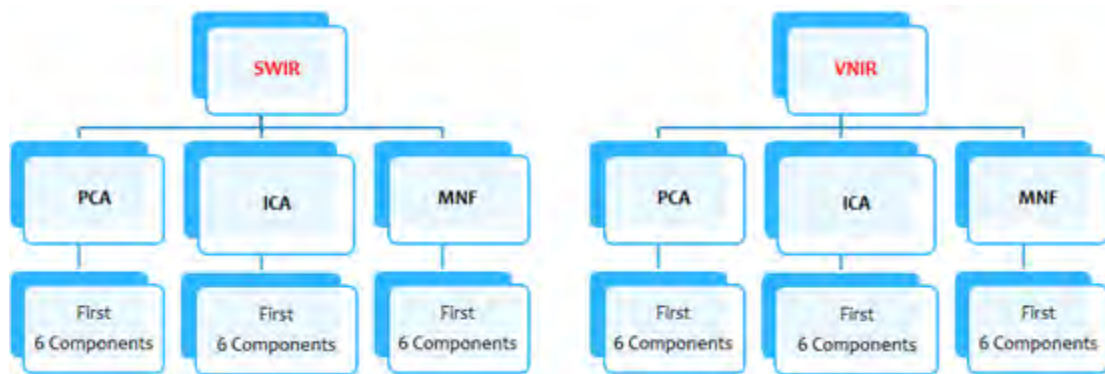 SWIR
VNIR
PCA
ICA
MNF
PCA
ICA
MNF
First
6 Components
First
6 Components
First
6 Components
First
6 Components
First
6 Components
First
6 Components